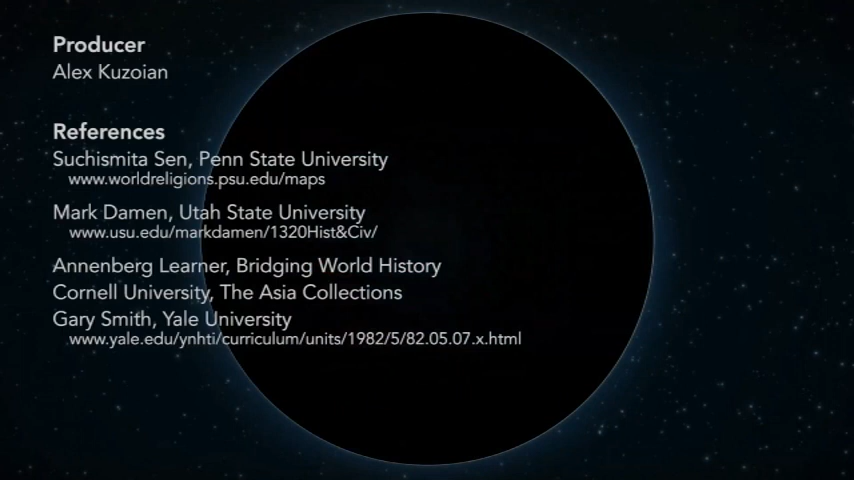 Producer
Alex Kuzoian
References
Suchismita Sen, Penn State University
www.worldreligions.psu.edu/maps
Mark Damen, Utah State University
www.usu.edu/markdamen/1320Hist&Civ/
Annenberg Learner, Bridging World History
Cornell University, The Asia Collections
Gary Smith, Yale University
www.yale.edu/ynhti/curriculum/units/1982/5/82.05.07.x.html